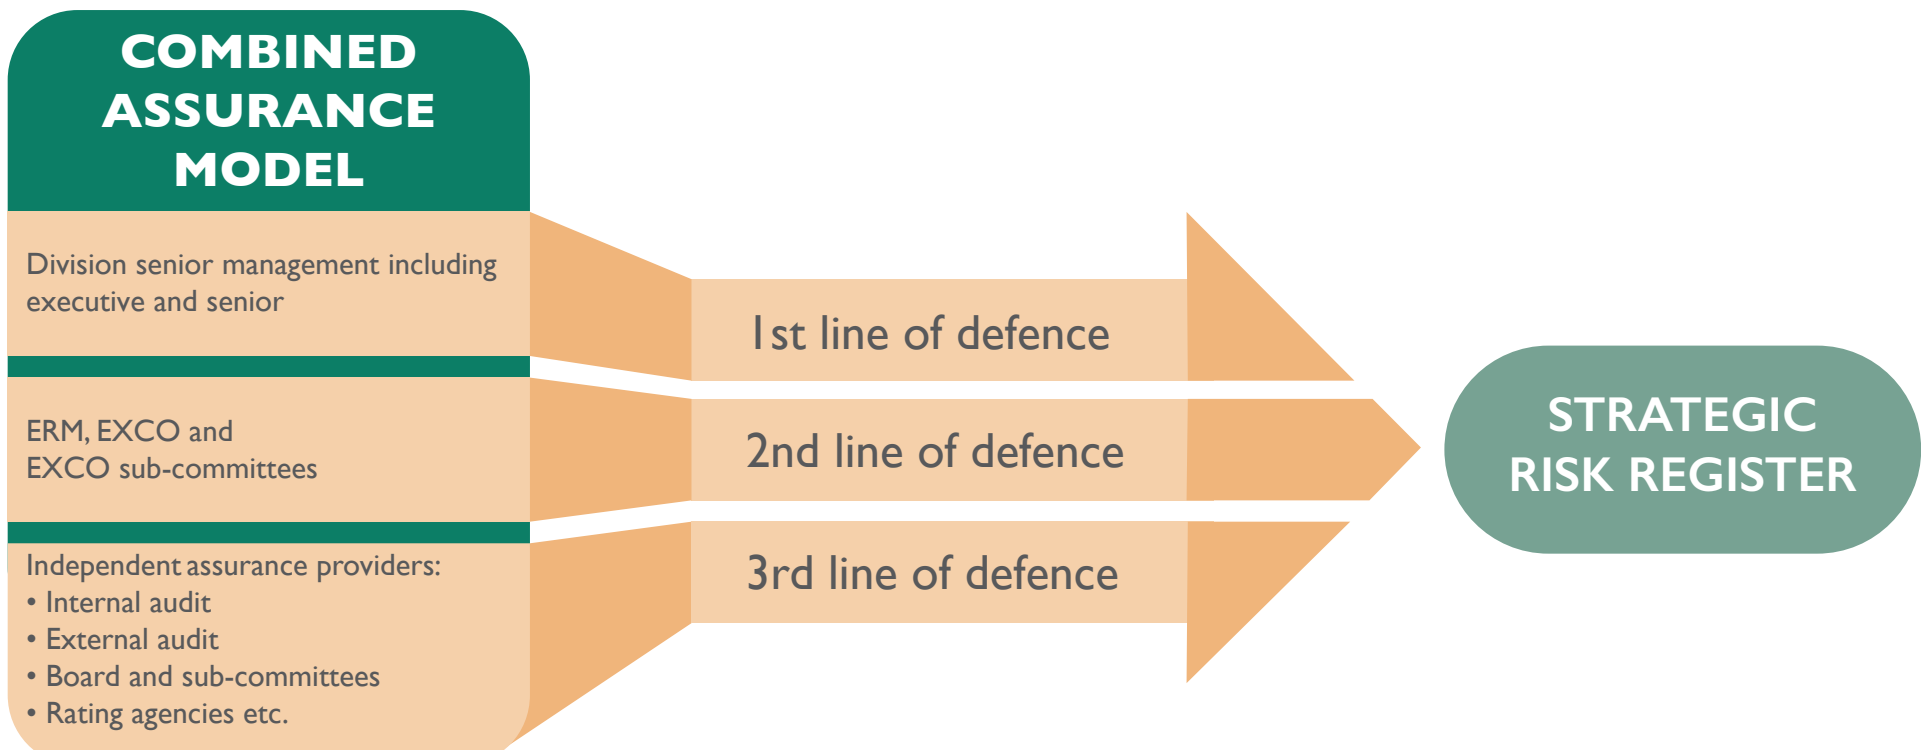 COMBINED
ASSURANCE
MODEL
Division senior management including
executive and senior
1st line of defence
ERM, EXCO and
EXCO sub-committees
2nd line of defence
Independent assurance providers:
• Internal audit
• External audit
• Board and sub-committees
• Rating agencies etc.
3rd line of defence
STRATEGIC
RISK REGISTER